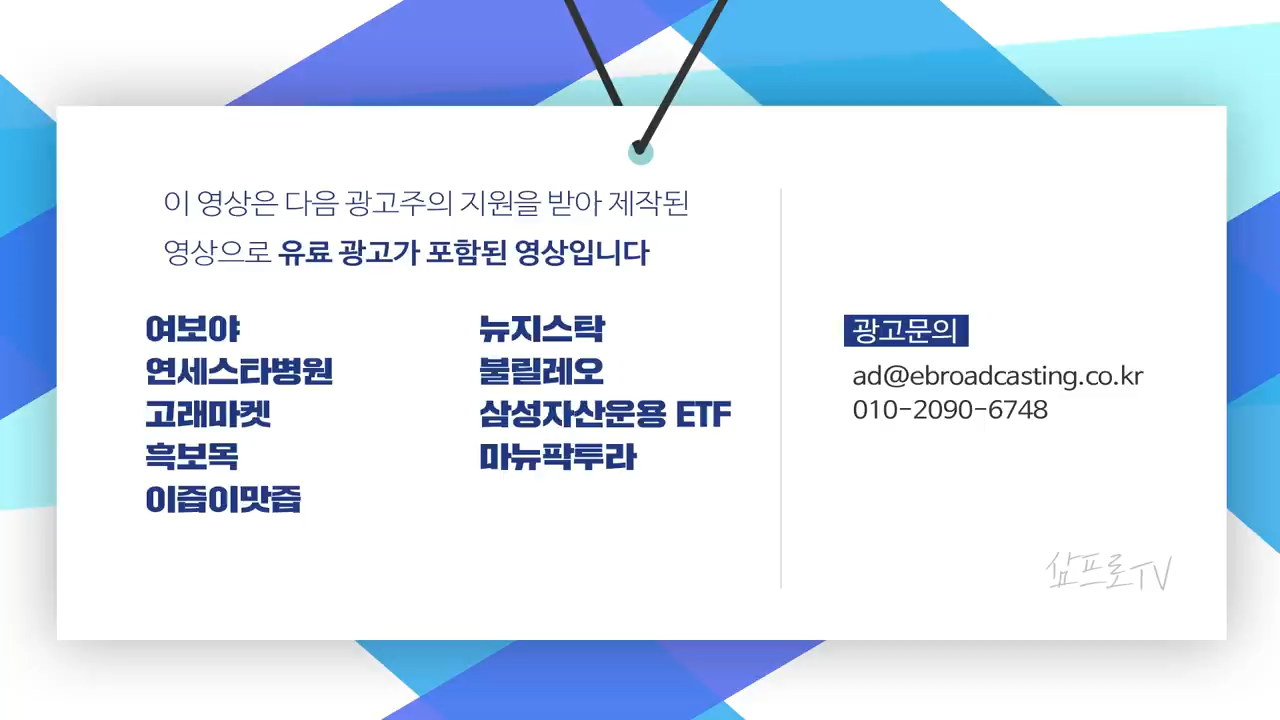 이 영상은 다음 광고주의 지원을 받아 제작된
영상으로 유료 광고가 포함된 영상입니다
여보야
연세스타병원
고래마켓
흑보목
이즙이맛즙
뉴지스탁
불릴레오
삼성자산운용 ETF
마뉴팍투라
광고문의
ad@ebroadcasting.co.kr
010-2090-6748
삼프로TV